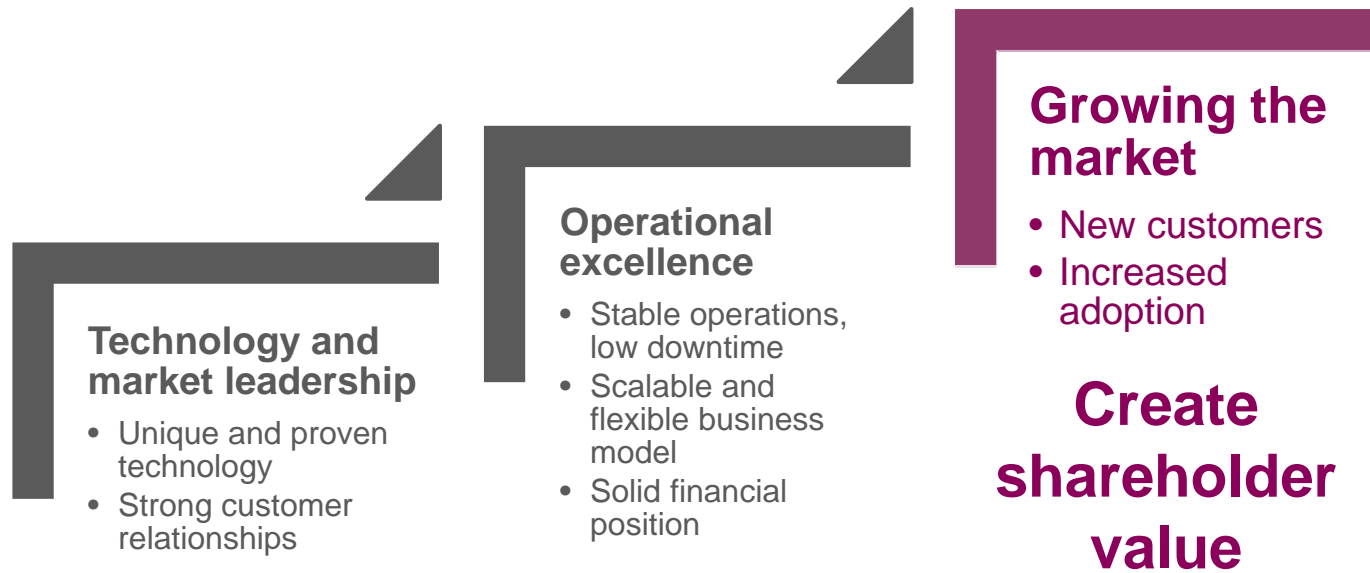 Technology and
market leadership
• Unique and proven
technology
• Strong customer
relationships
Operational
excellence
• Stable operations,
low downtime
• Scalable and
flexible business
model
• Solid financial
position
Growing the
market
• New customers
• Increased
adoption
Create
shareholder
value